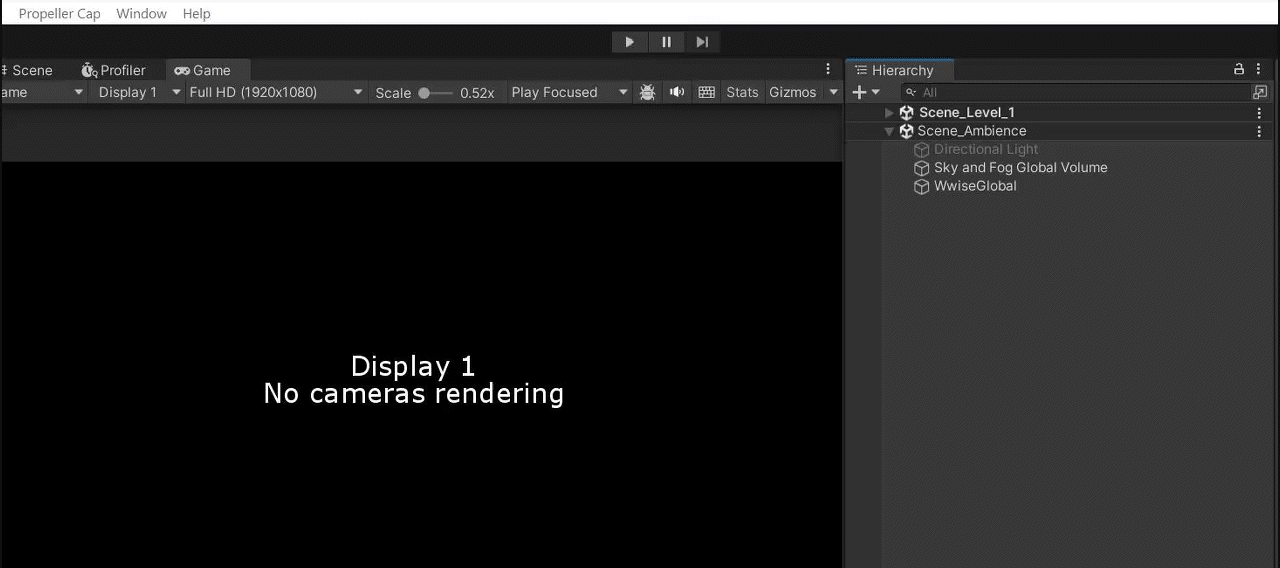 Propeller Cap Window Help
Scene Profiler Game
ame Display 1 Full HD (1920x1080) Scale 0.52x Play Focused Stats Gizmos
Display 1
No cameras rendering
Hierarchy
All
Scene_Level_1
Scene_Ambience
Directional Light
Sky and Fog Global Volume
WwiseGlobal